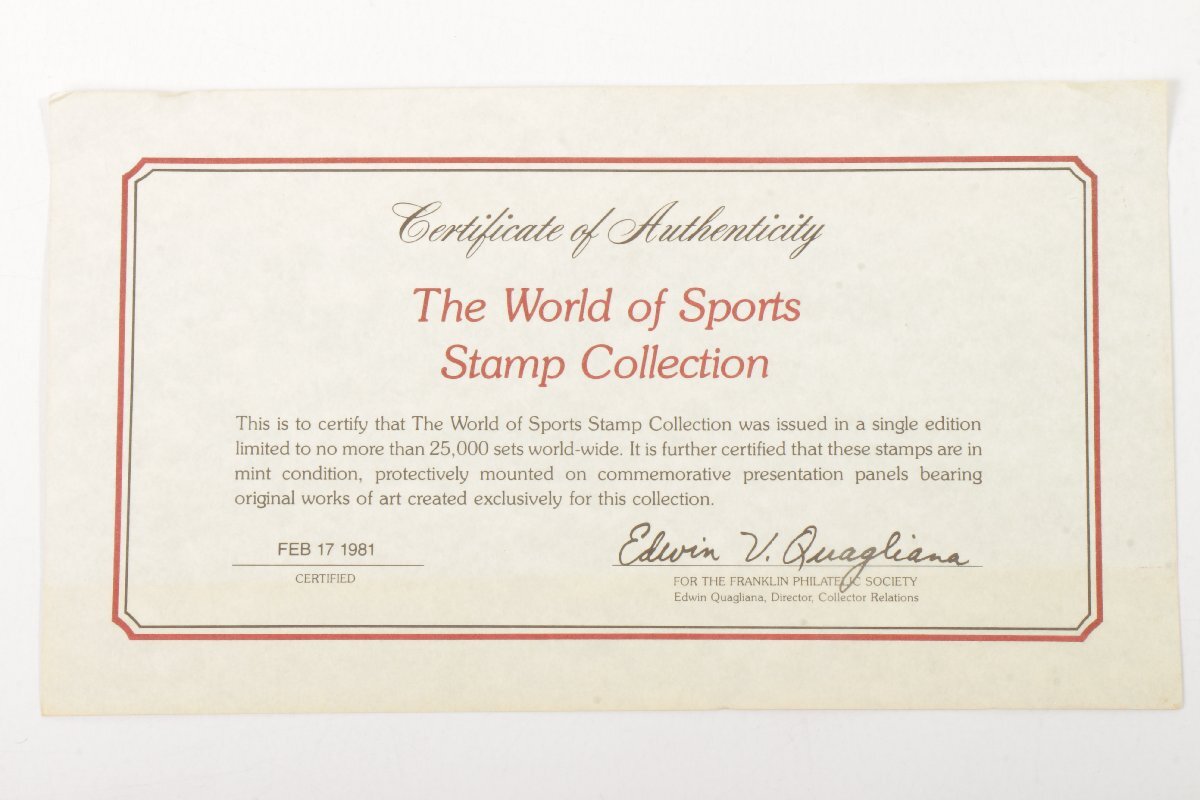 Certificate of Authenticity
The World of Sports
Stamp Collection
This is to certify that The World of Sports Stamp Collection was issued in a single edition
limited to no more than 25,000 sets world-wide. It is further certified that these stamps are in
mint condition, protectively mounted on commemorative presentation panels bearing
original works of art created exclusively for this collection.
FEB 17 1981
CERTIFIED
Edwin V. Quagliana
FOR THE FRANKLIN PHILATELIC SOCIETY
Edwin Quagliana, Director, Collector Relations